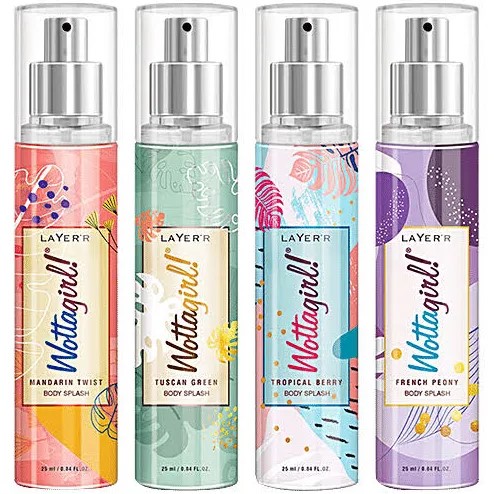 LAYER'R
Wottagirl!®
MANDARIN TWIST
BODY SPLASH
25 ml / 0.84 FL.OZ.
LAYER'R
Wottagirl!®
TUSCAN GREEN
BODY SPLASH
25 ml / 0.84 FL.OZ.
LAYER'R
Wottagirl!®
TROPICAL BERRY
BODY SPLASH
25 ml / 0.84 FL.OZ.
LAYER'R
Wottagirl!®
FRENCH PEONY
BODY SPLASH
25 ml / 0.84 FL.OZ.